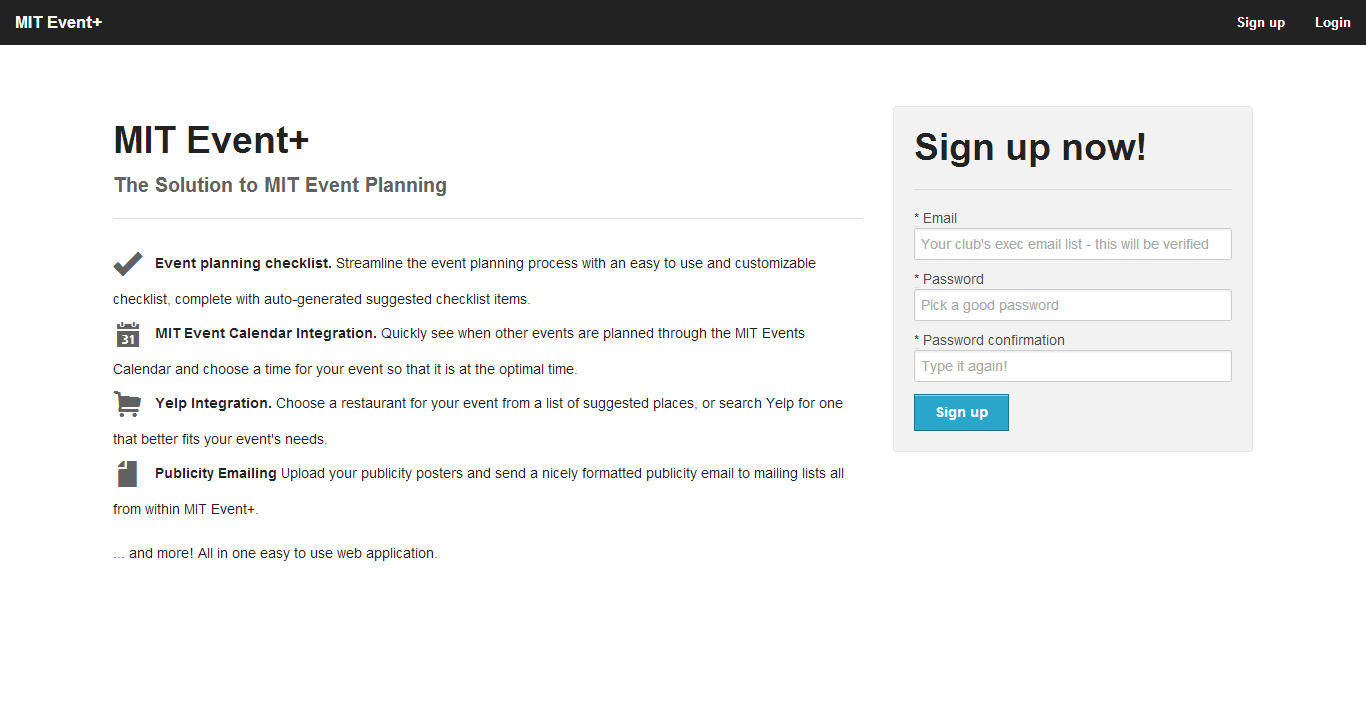 MIT Event+
Sign up
Login
MIT Event+
The Solution to MIT Event Planning
Event planning checklist. Streamline the event planning process with an easy to use and customizable
checklist, complete with auto-generated suggested checklist items.
31
MIT Event Calendar Integration. Quickly see when other events are planned through the MIT Events
Calendar and choose a time for your event so that it is at the optimal time.
Yelp Integration. Choose a restaurant for your event from a list of suggested places, or search Yelp for one
that better fits your event's needs.
Publicity Emailing Upload your publicity posters and send a nicely formatted publicity email to mailing lists all
from within MIT Event+.
... and more! All in one easy to use web application.
Sign up now!
* Email
Your club's exec email list - this will be verified
* Password
Pick a good password
* Password confirmation
Type it again!
Sign up